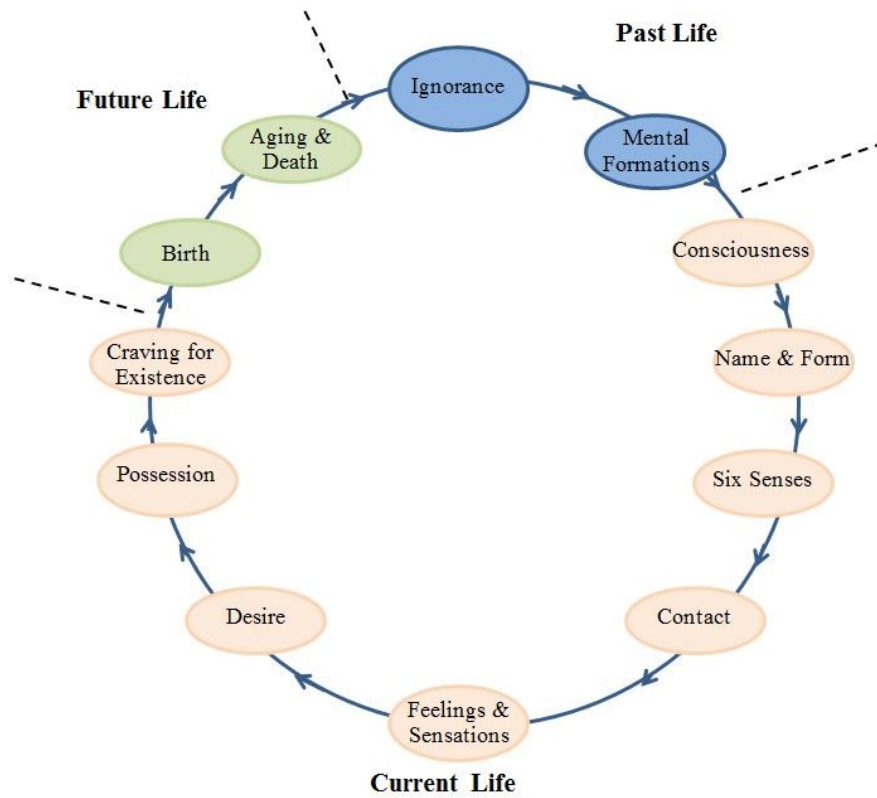 Past Life
Ignorance
Future Life
Aging &
Death
Mental
Formations
Birth
Consciousness
Craving for
Existence
Name & Form
Possession
Six Senses
Desire
Contact
Feelings &
Sensations
Current Life